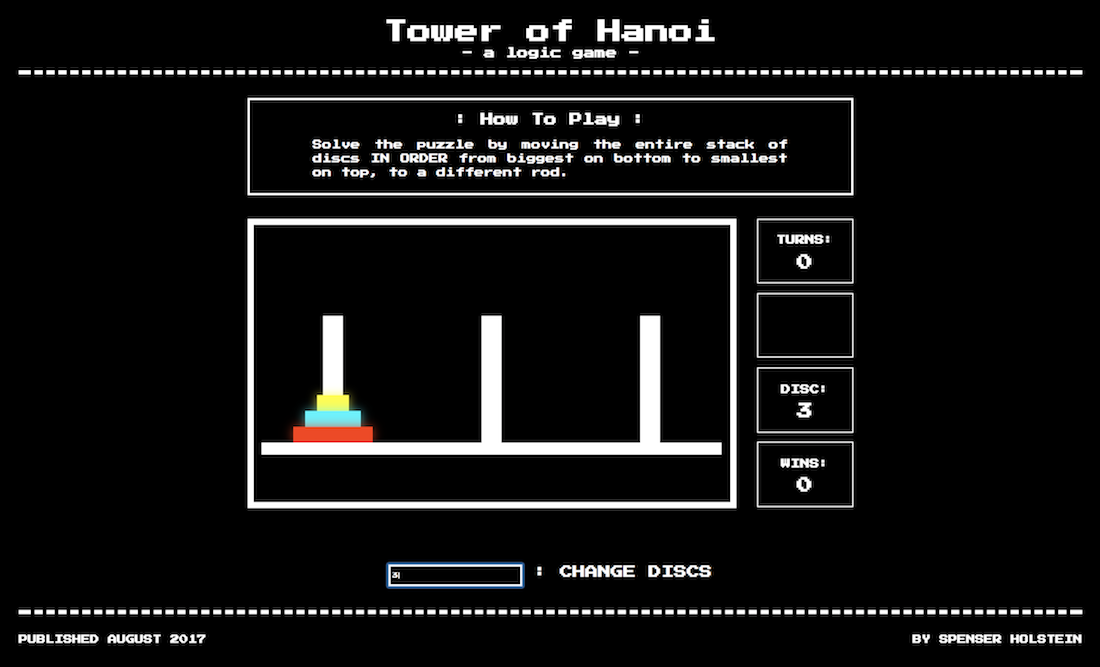 Tower of Hanoi
- a logic game -
: How To Play :
Solve the puzzle by moving the entire stack of
discs IN ORDER from biggest on bottom to smallest
on top, to a different rod.
TURNS:
0
DISC:
3
WINS:
0
3
: CHANGE DISCS
PUBLISHED AUGUST 2017
BY SPENSER HOLSTEIN